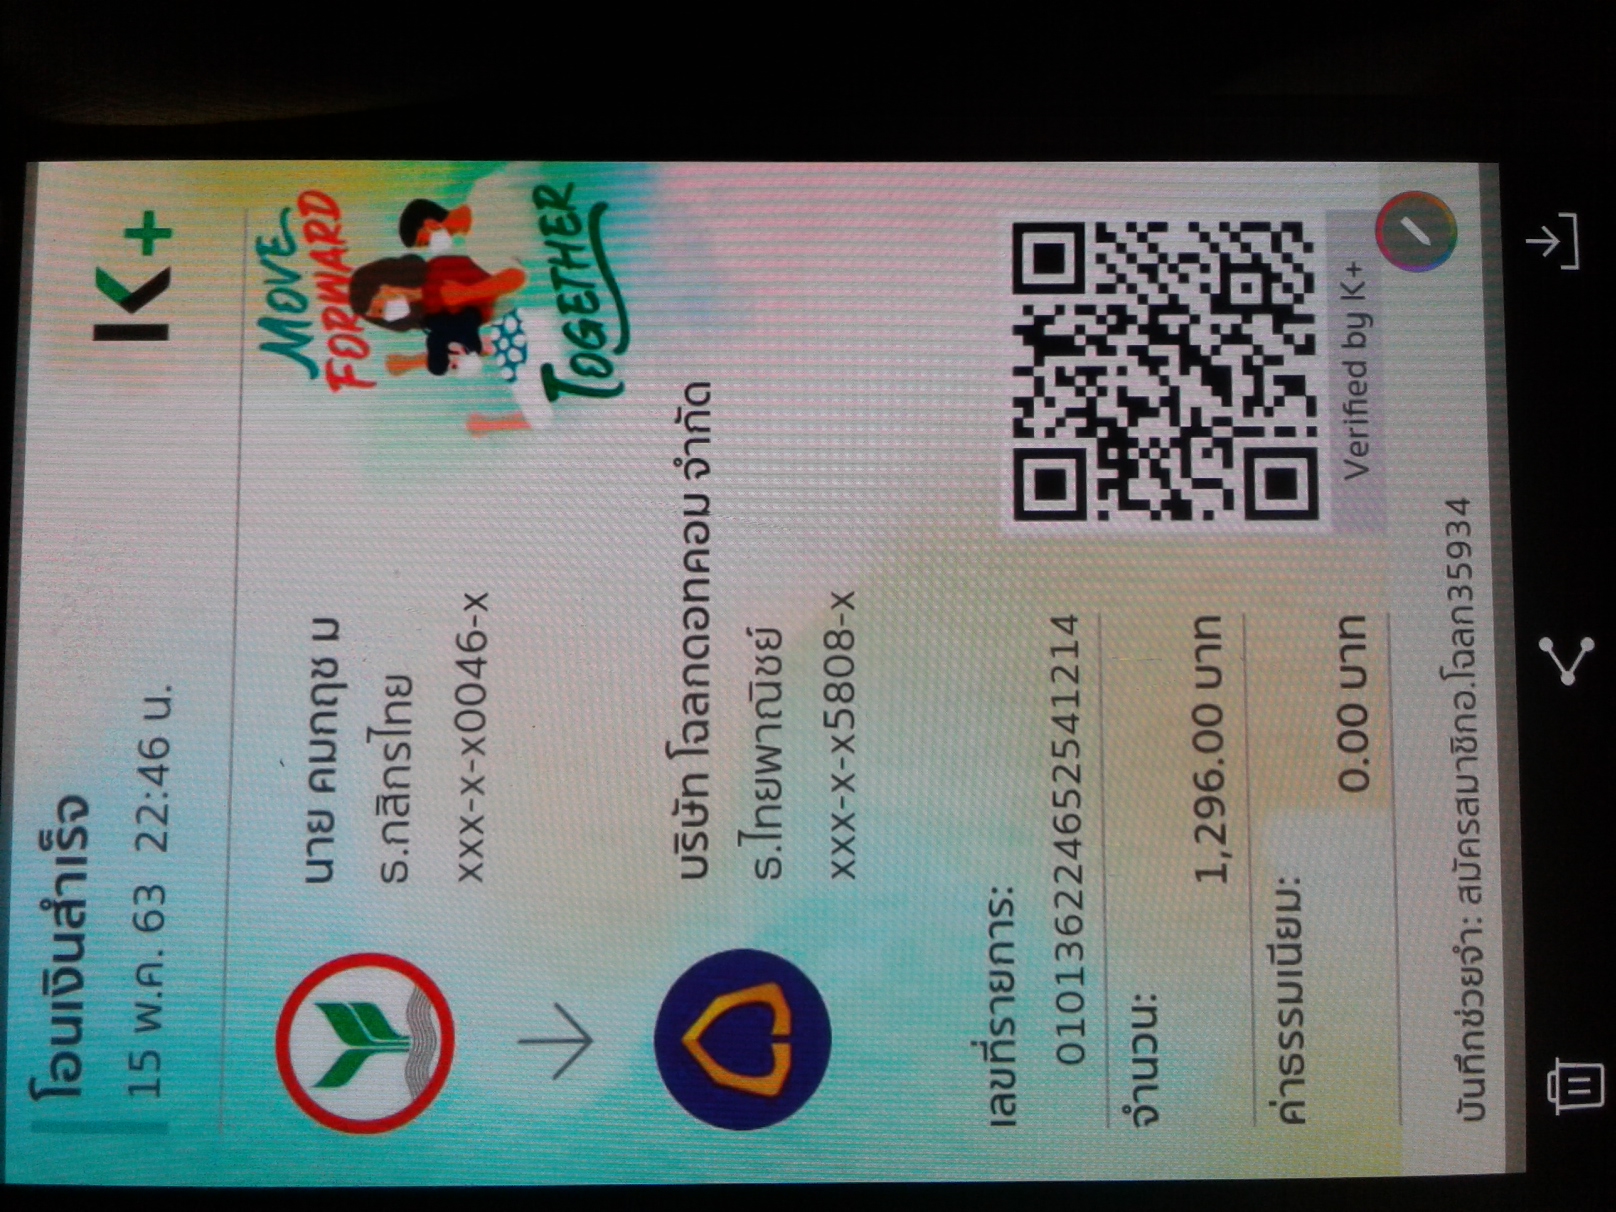 โอนเงินสำเร็จ
15 พ.ค. 63 22:46 น.
K+
MOVE
FORWARD
นาย คมกฤช ม
ธ.กสิกรไทย
xxx-x-x0046-x
TOGETHER
บริษัท โฉลกดอทคอม จำกัด
ธ.ไทยพาณิชย์
xxx-x-x5808-x
เลขที่รายการ:
010136224652541214
จำนวน:
1,296.00 บาท
ค่าธรรมเนียม:
0.00 บาท
Verified by K+
บันทึกช่วยจำ: สมัครสมาชิกอ.โฉลก35934